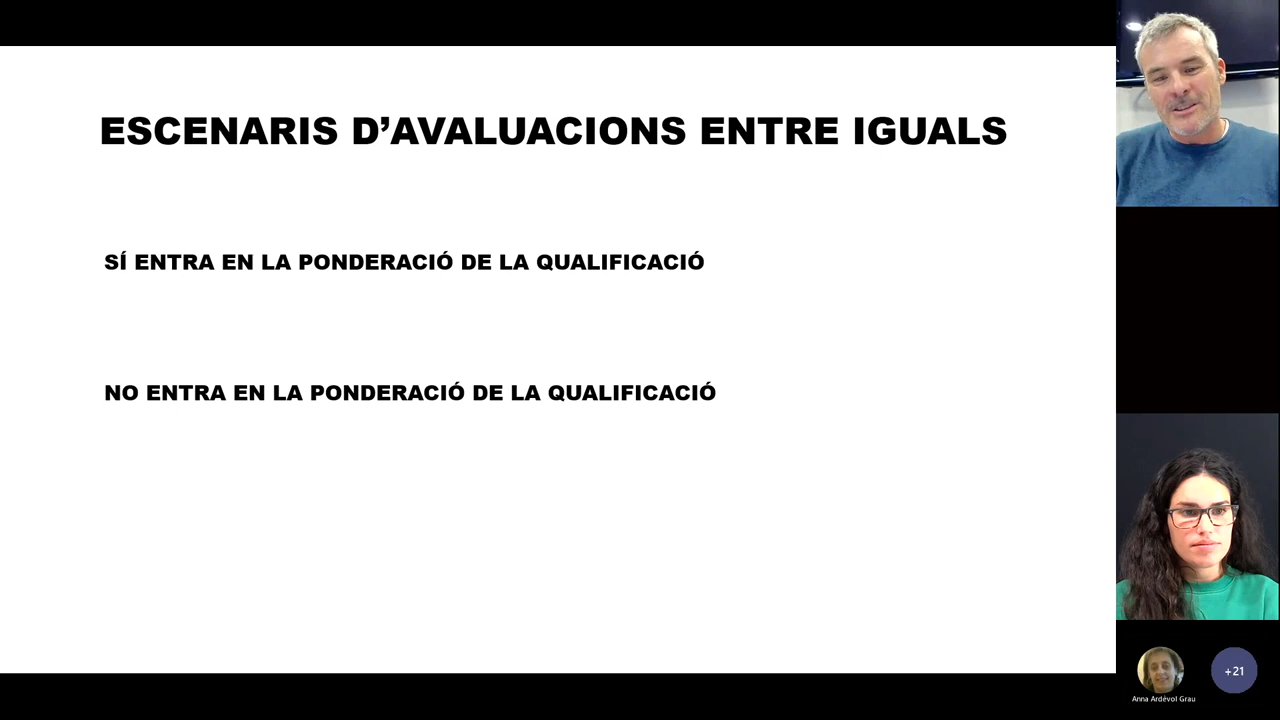 ESCENARIS D’AVALUACIONS ENTRE IGUALS
SÍ ENTRA EN LA PONDERACIÓ DE LA QUALIFICACIÓ
NO ENTRA EN LA PONDERACIÓ DE LA QUALIFICACIÓ
+21
Anna Ardévol Grau